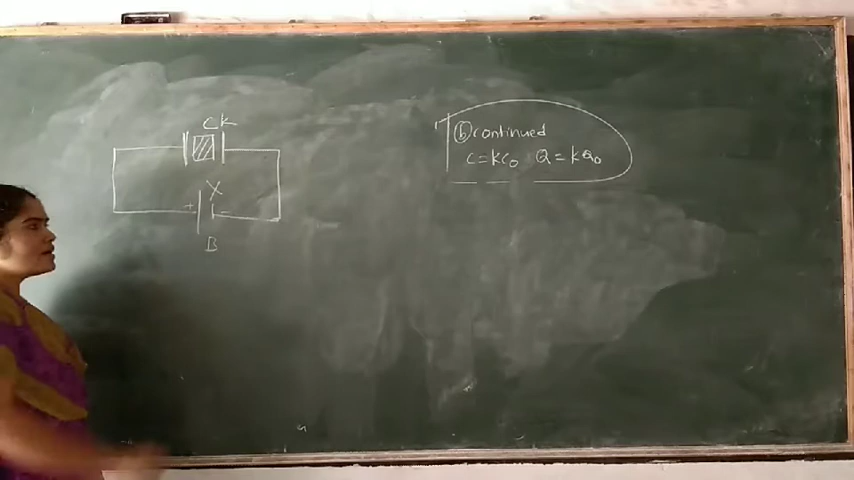 CK
X
+ -
B
ⓑ continued
C=KC₀ Q=KQ₀